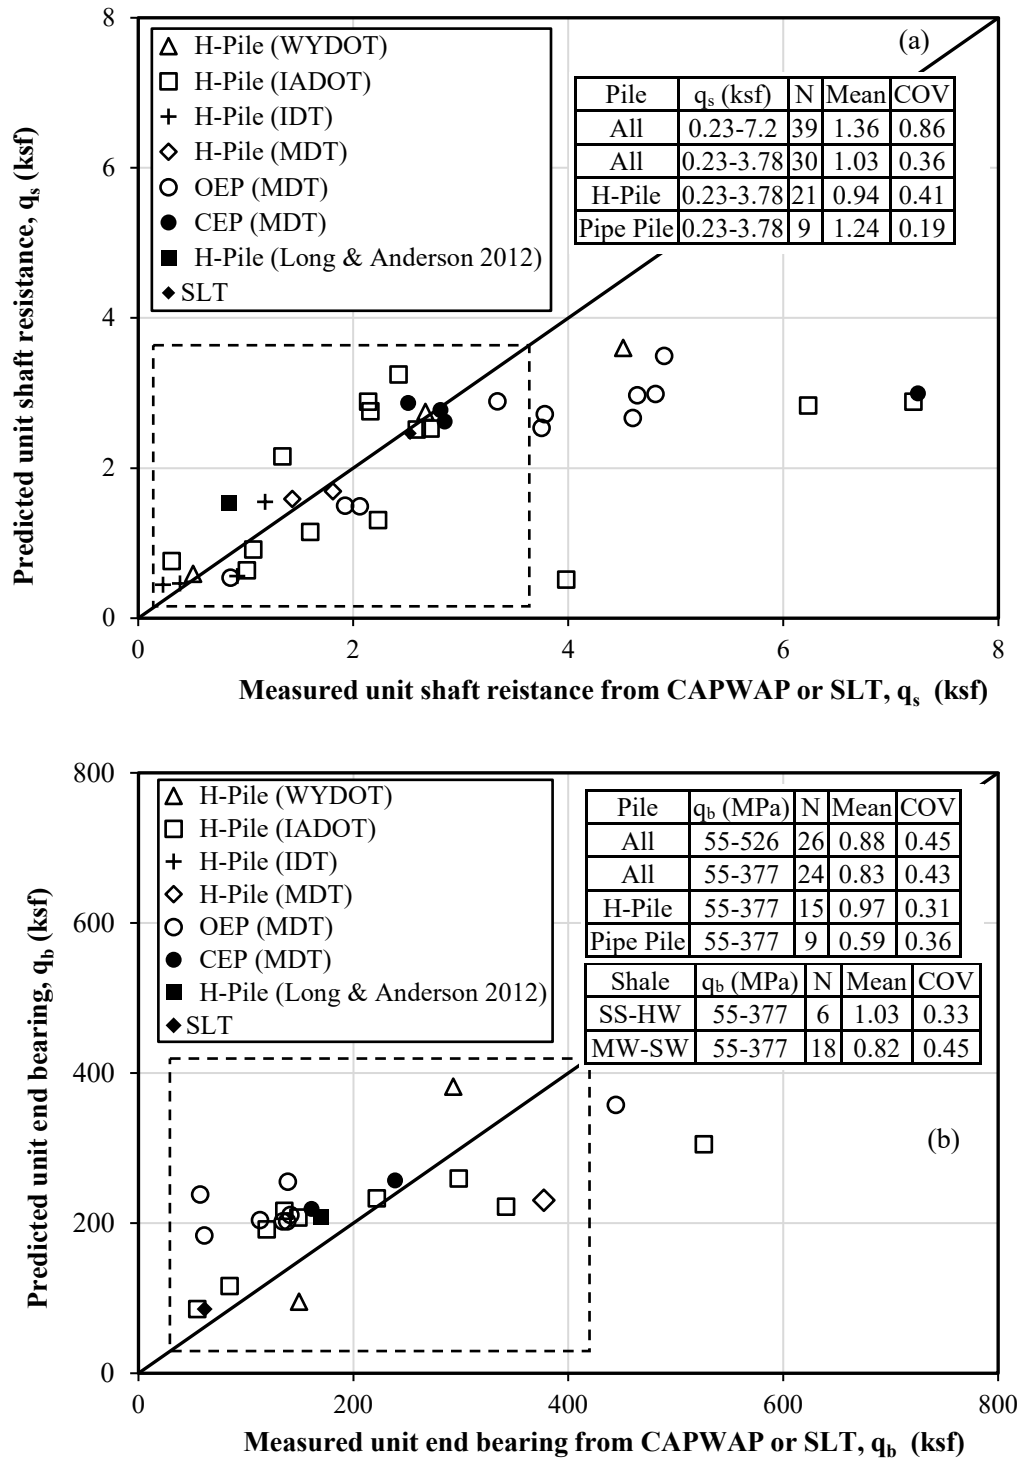 8
H-Pile (WYDOT)
H-Pile (IADOT)
H-Pile (IDT)
H-Pile (MDT)
OEP (MDT)
CEP (MDT)
H-Pile (Long & Anderson 2012)
SLT
(a)
Pile qs (ksf) N Mean COV
All 0.23-7.2 39 1.36 0.86
All 0.23-3.78 30 1.03 0.36
H-Pile 0.23-3.78 21 0.94 0.41
Pipe Pile 0.23-3.78 9 1.24 0.19
6
4
2
0
Predicted unit shaft resistance, qs (ksf)
0 2 4 6 8
Measured unit shaft reistance from CAPWAP or SLT, qs (ksf)
800
H-Pile (WYDOT)
H-Pile (IADOT)
H-Pile (IDT)
H-Pile (MDT)
OEP (MDT)
CEP (MDT)
H-Pile (Long & Anderson 2012)
SLT
Pile qb (MPa) N Mean COV
All 55-526 26 0.88 0.45
All 55-377 24 0.83 0.43
H-Pile 55-377 15 0.97 0.31
Pipe Pile 55-377 9 0.59 0.36
Shale qb (MPa) N Mean COV
SS-HW 55-377 6 1.03 0.33
MW-SW 55-377 18 0.82 0.45
(b)
600
400
200
0
Predicted unit end bearing, qb (ksf)
0 200 400 600 800
Measured unit end bearing from CAPWAP or SLT, qb (ksf)